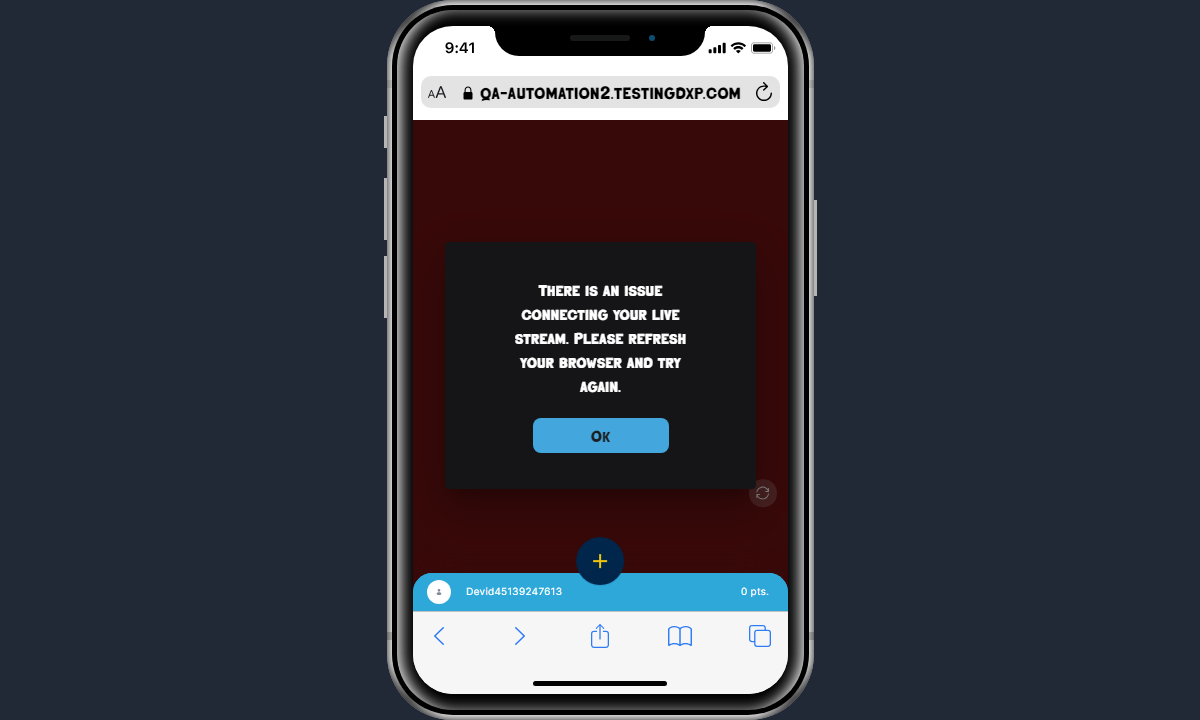 9:41
AA QA-AUTOMATION2.TESTINGDXP.COM
THERE IS AN ISSUE
CONNECTING YOUR LIVE
STREAM. PLEASE REFRESH
YOUR BROWSER AND TRY
AGAIN.
OK
Devid45139247613 0 pts.